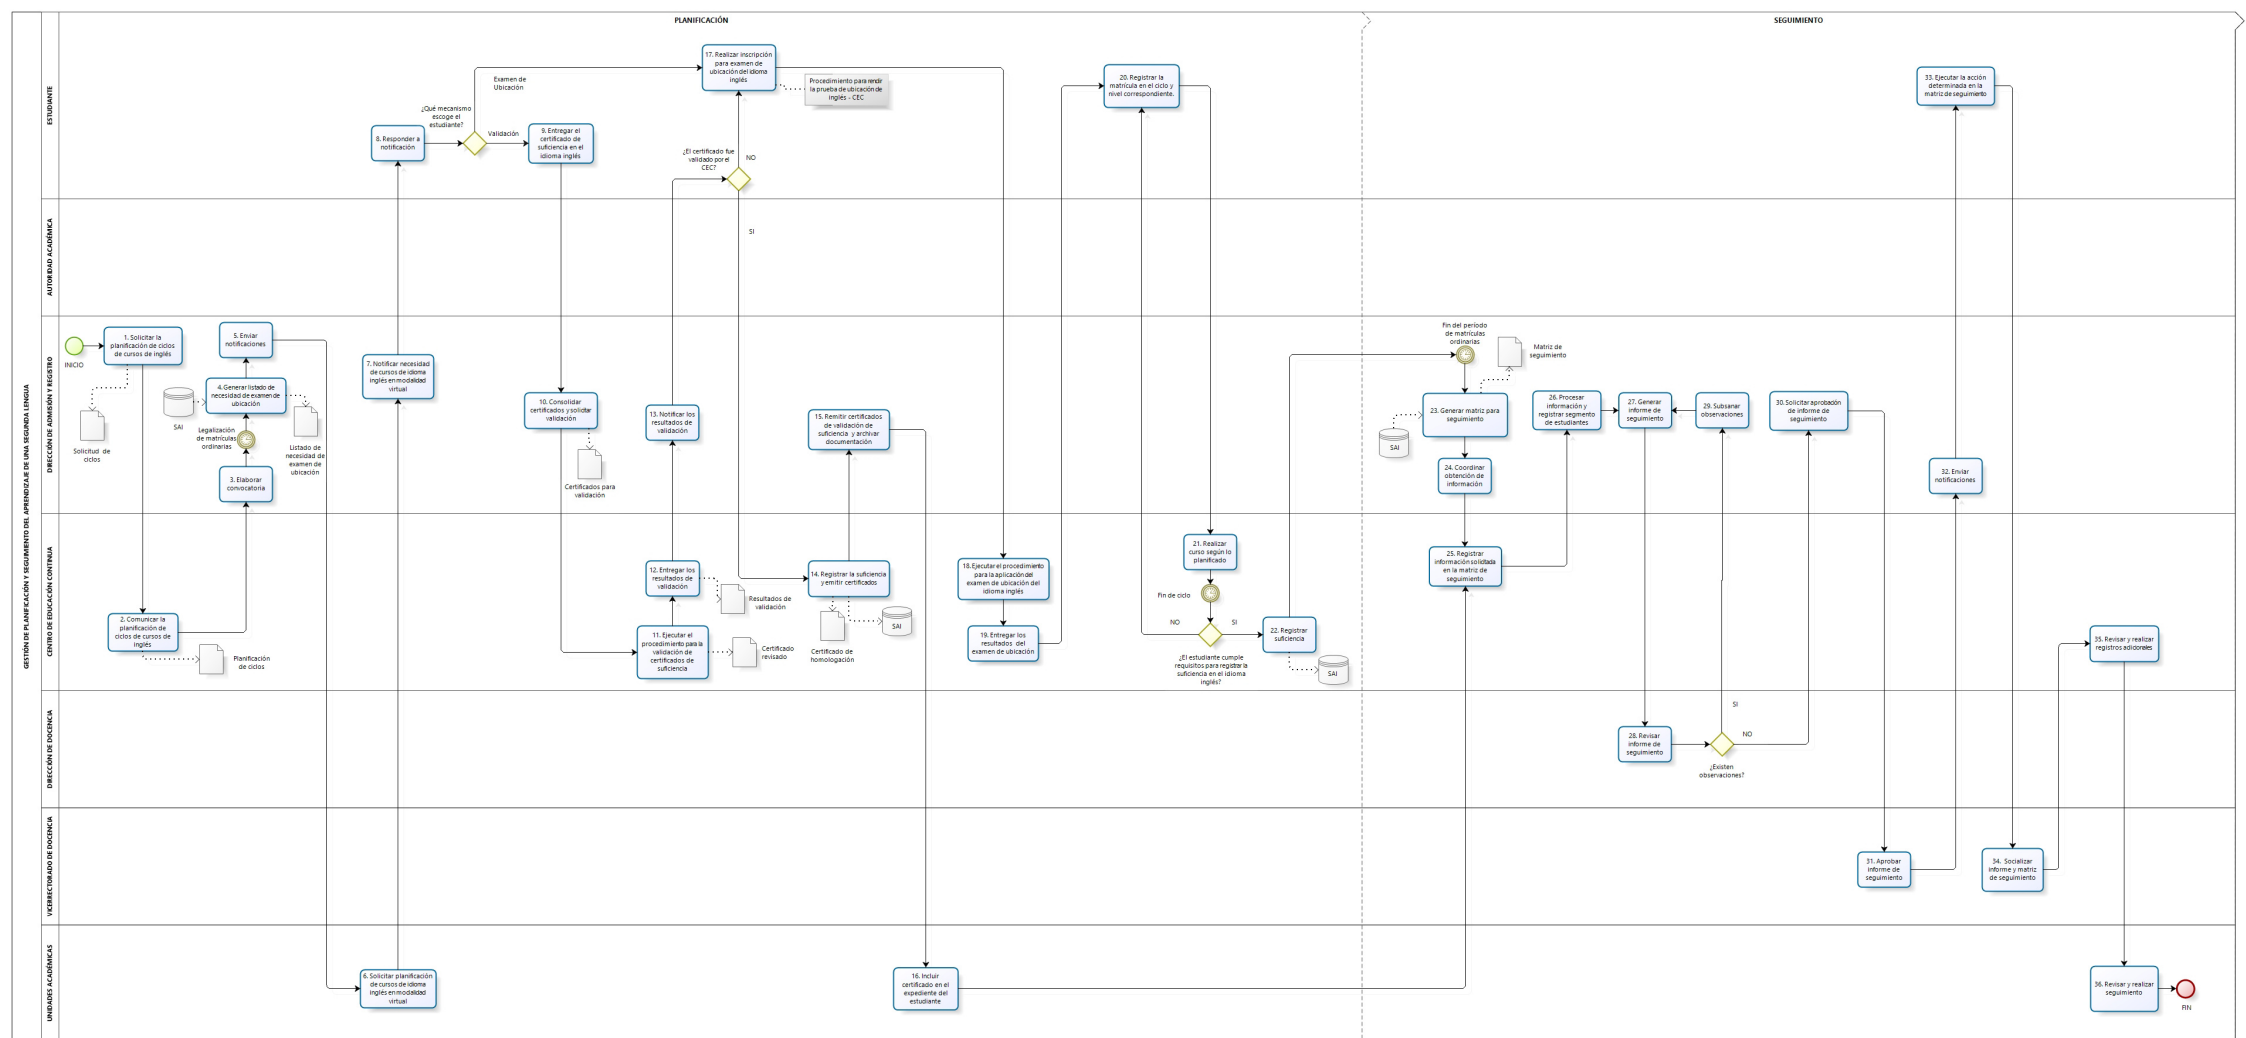 PLANIFICACIÓN
SEGUIMIENTO
GESTIÓN DE PLANIFICACIÓN Y SEGUIMIENTO DEL APRENDIZAJE DE UNA SEGUNDA LENGUA
ESTUDIANTE
¿Qué mecanismo
escoge el
estudiante?
8. Responder a
notificación
Examen de
Ubicación
Validación
9. Entregar el
certificado de
suficiencia en el
idioma inglés
17. Realizar inscripción
para examen de
ubicación del idioma
inglés
Procedimiento para rendir
la prueba de ubicación de
inglés - CEC
¿El certificado fue
validado por el
CEC?
NO
SI
20. Registrar la
matrícula en el ciclo y
nivel correspondiente.
33. Ejecutar la acción
determinada en la
matriz de seguimiento
AUTORIDAD ACADÉMICA
DIRECCIÓN DE ADMISIÓN Y REGISTRO
INICIO
1. Solicitar la
planificación de ciclos
de cursos de inglés
Solicitud de
ciclos
5. Enviar
notificaciones
4. Generar listado de
necesidad de examen de
ubicación
SAI
Legalización
de matrículas
ordinarias
Listado de
necesidad de
examen de
ubicación
3. Elaborar
convocatoria
7. Notificar necesidad
de cursos de idioma
inglés en modalidad
virtual
10. Consolidar
certificados y solicitar
validación
Certificados para
validación
13. Notificar los
resultados de
validación
15. Remitir certificados
de validación de
suficiencia y archivar
documentación
Fin del período
de matrículas
ordinarias
Matriz de
seguimiento
23. Generar matriz para
seguimiento
SAI
24. Coordinar
obtención de
información
26. Procesar
información y
registrar segmento
de estudiantes
27. Generar
informe de
seguimiento
29. Subsanar
observaciones
30. Solicitar aprobación
de informe de
seguimiento
32. Enviar
notificaciones
CENTRO DE EDUCACIÓN CONTINUA
2. Comunicar la
planificación de
ciclos de cursos de
inglés
Planificación
de ciclos
12. Entregar los
resultados de
validación
Resultados de
validación
11. Ejecutar el
procedimiento para la
validación de
certificados de
suficiencia
Certificado
revisado
14. Registrar la suficiencia
y emitir certificados
Certificado de
homologación
SAI
18. Ejecutar el procedimiento
para la aplicación del
examen de ubicación del
idioma inglés
19. Entregar los
resultados del
examen de ubicación
21. Realizar
curso según lo
planificado
Fin de ciclo
NO
SI
¿El estudiante cumple
requisitos para registrar la
suficiencia en el idioma
inglés?
22. Registrar
suficiencia
SAI
25. Registrar
información solicitada
en la matriz de
seguimiento
35. Revisar y realizar
registros adicionales
DIRECCIÓN DE DOCENCIA
28. Revisar
informe de
seguimiento
SI
NO
¿Existen
observaciones?
VICERRECTORADO DE DOCENCIA
31. Aprobar
informe de
seguimiento
34. Socializar
informe y matriz
de seguimiento
UNIDADES ACADÉMICAS
6. Solicitar planificación
de cursos de idioma
inglés en modalidad
virtual
16. Incluir
certificado en el
expediente del
estudiante
36. Revisar y realizar
seguimiento
FIN